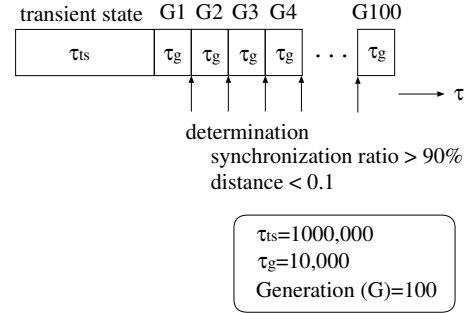 transient state G1 G2 G3 G4 G100
τts τg τg τg τg . . . τg
τ
determination
synchronization ratio > 90%
distance < 0.1
τts=1000,000
τg=10,000
Generation (G)=100